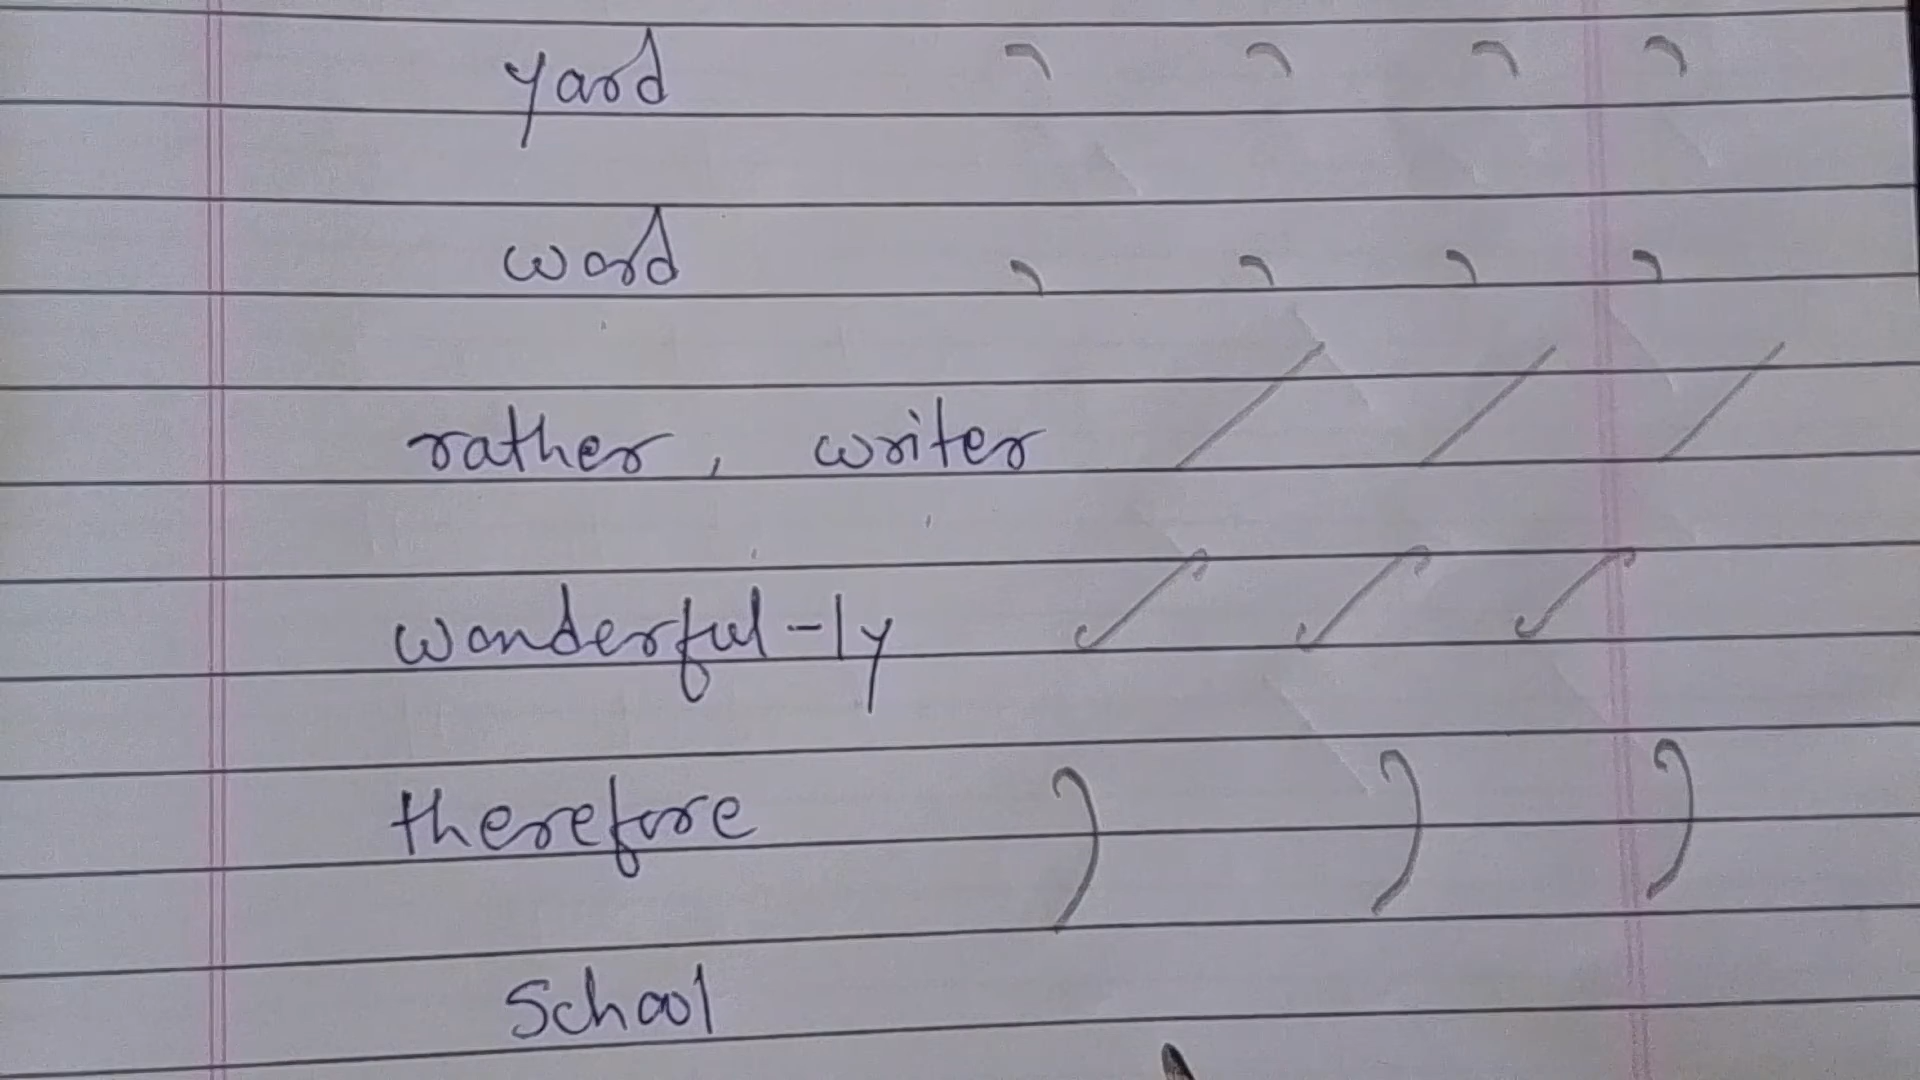 yard
word
rather, writer
wonderful-ly
therefore
School